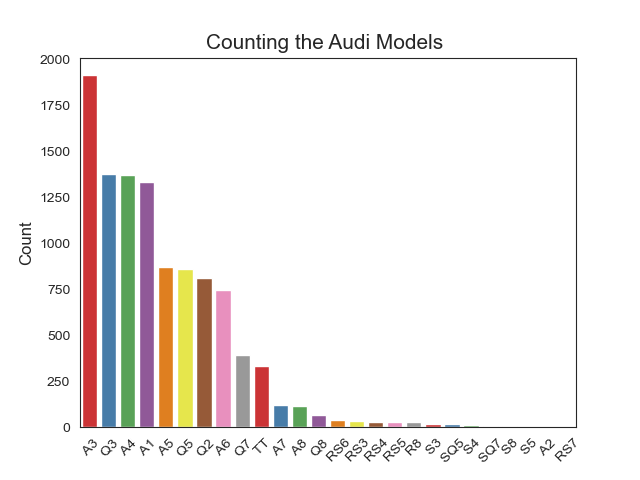 Counting the Audi Models
Count
2000
1750
1500
1250
1000
750
500
250
0
A3
Q3
A4
A1
A5
Q5
Q2
A6
Q7
TT
A7
A8
Q8
RS6
RS3
RS4
RS5
R8
S3
SQ5
S4
SQ7
S8
S5
A2
RS7